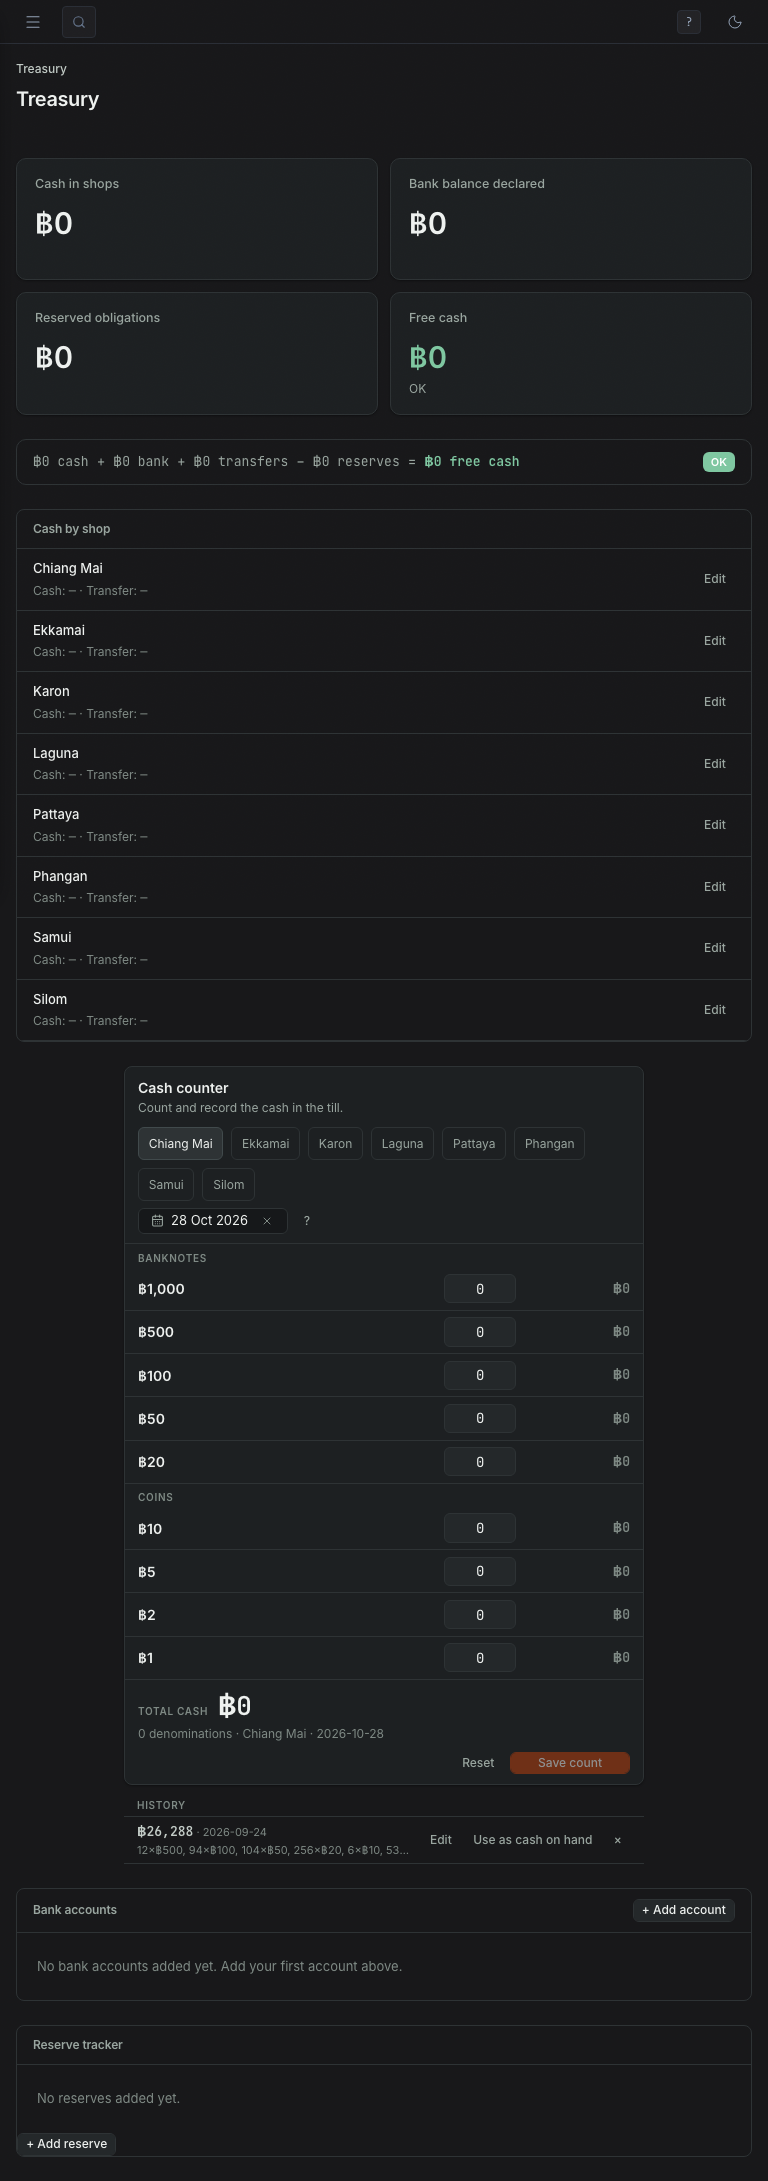 ?
Treasury
Treasury
Cash in shops
฿0
Bank balance declared
฿0
Reserved obligations
฿0
Free cash
฿0
OK
฿0 cash + ฿0 bank + ฿0 transfers − ฿0 reserves = ฿0 free cash
OK
Cash by shop
Chiang Mai
Cash: — · Transfer: —
Edit
Ekkamai
Cash: — · Transfer: —
Edit
Karon
Cash: — · Transfer: —
Edit
Laguna
Cash: — · Transfer: —
Edit
Pattaya
Cash: — · Transfer: —
Edit
Phangan
Cash: — · Transfer: —
Edit
Samui
Cash: — · Transfer: —
Edit
Silom
Cash: — · Transfer: —
Edit
Cash counter
Count and record the cash in the till.
Chiang Mai Ekkamai Karon Laguna Pattaya Phangan
Samui Silom
28 Oct 2026 × ?
BANKNOTES
฿1,000 0 ฿0
฿500 0 ฿0
฿100 0 ฿0
฿50 0 ฿0
฿20 0 ฿0
COINS
฿10 0 ฿0
฿5 0 ฿0
฿2 0 ฿0
฿1 0 ฿0
TOTAL CASH ฿0
0 denominations · Chiang Mai · 2026-10-28
Reset Save count
HISTORY
฿26,288 · 2026-09-24
12×฿500, 94×฿100, 104×฿50, 256×฿20, 6×฿10, 53…
Edit Use as cash on hand ×
Bank accounts
+ Add account
No bank accounts added yet. Add your first account above.
Reserve tracker
No reserves added yet.
+ Add reserve